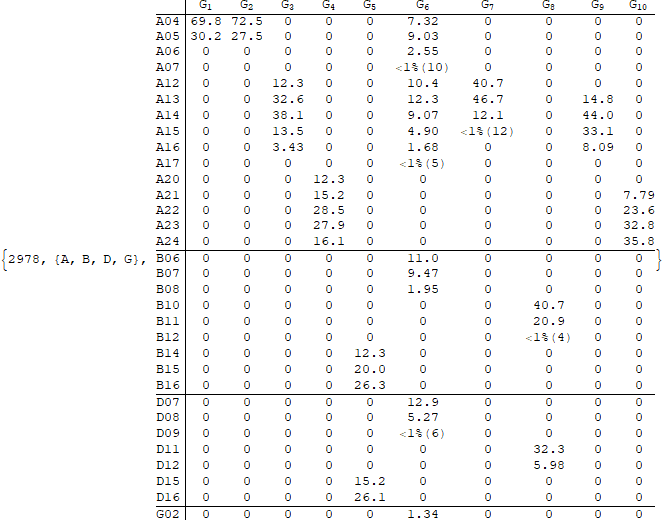 G₁ G₂ G₃ G₄ G₅ G₆ G₇ G₈ G₉ G₁₀
A04 69.8 72.5 0 0 0 7.32 0 0 0 0
A05 30.2 27.5 0 0 0 9.03 0 0 0 0
A06 0 0 0 0 0 2.55 0 0 0 0
A07 0 0 0 0 0 <1%(10) 0 0 0 0
A12 0 0 12.3 0 0 10.4 40.7 0 0 0
A13 0 0 32.6 0 0 12.3 46.7 0 14.8 0
A14 0 0 38.1 0 0 9.07 12.1 0 44.0 0
A15 0 0 13.5 0 0 4.90 <1%(12) 0 33.1 0
A16 0 0 3.43 0 0 1.68 0 0 8.09 0
A17 0 0 0 0 0 <1%(5) 0 0 0 0
A20 0 0 0 12.3 0 0 0 0 0 0
A21 0 0 0 15.2 0 0 0 0 0 7.79
A22 0 0 0 28.5 0 0 0 0 0 23.6
A23 0 0 0 27.9 0 0 0 0 0 32.8
A24 0 0 0 16.1 0 0 0 0 0 35.8
{2978, {A, B, D, G}, B06 0 0 0 0 0 11.0 0 0 0 0 }
B07 0 0 0 0 0 9.47 0 0 0 0
B08 0 0 0 0 0 1.95 0 0 0 0
B10 0 0 0 0 0 0 0 40.7 0 0
B11 0 0 0 0 0 0 0 20.9 0 0
B12 0 0 0 0 0 0 0 <1%(4) 0 0
B14 0 0 0 0 12.3 0 0 0 0 0
B15 0 0 0 0 20.0 0 0 0 0 0
B16 0 0 0 0 26.3 0 0 0 0 0
D07 0 0 0 0 0 12.9 0 0 0 0
D08 0 0 0 0 0 5.27 0 0 0 0
D09 0 0 0 0 0 <1%(6) 0 0 0 0
D11 0 0 0 0 0 0 0 32.3 0 0
D12 0 0 0 0 0 0 0 5.98 0 0
D15 0 0 0 0 15.2 0 0 0 0 0
D16 0 0 0 0 26.1 0 0 0 0 0
G02 0 0 0 0 0 1.34 0 0 0 0